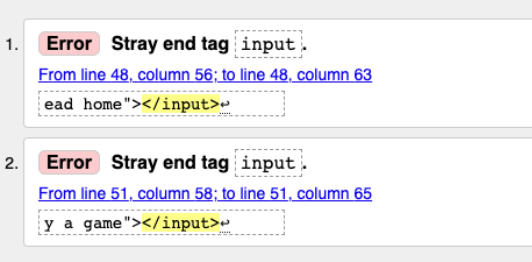 1. Error Stray end tag input.
From line 48, column 56; to line 48, column 63
ead home"></input>↩
2. Error Stray end tag input.
From line 51, column 58; to line 51, column 65
y a game"></input>↩